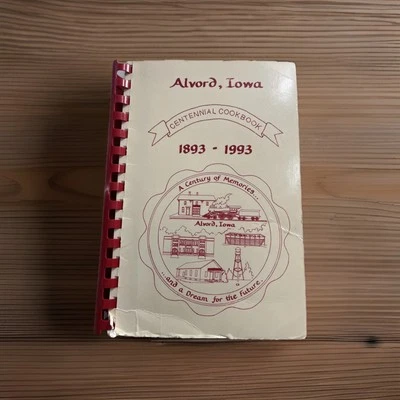 Alvord, Iowa
CENTENNIAL COOKBOOK
1893 - 1993
A Century of Memories...
Alvord, Iowa
...and a Dream for the Future...